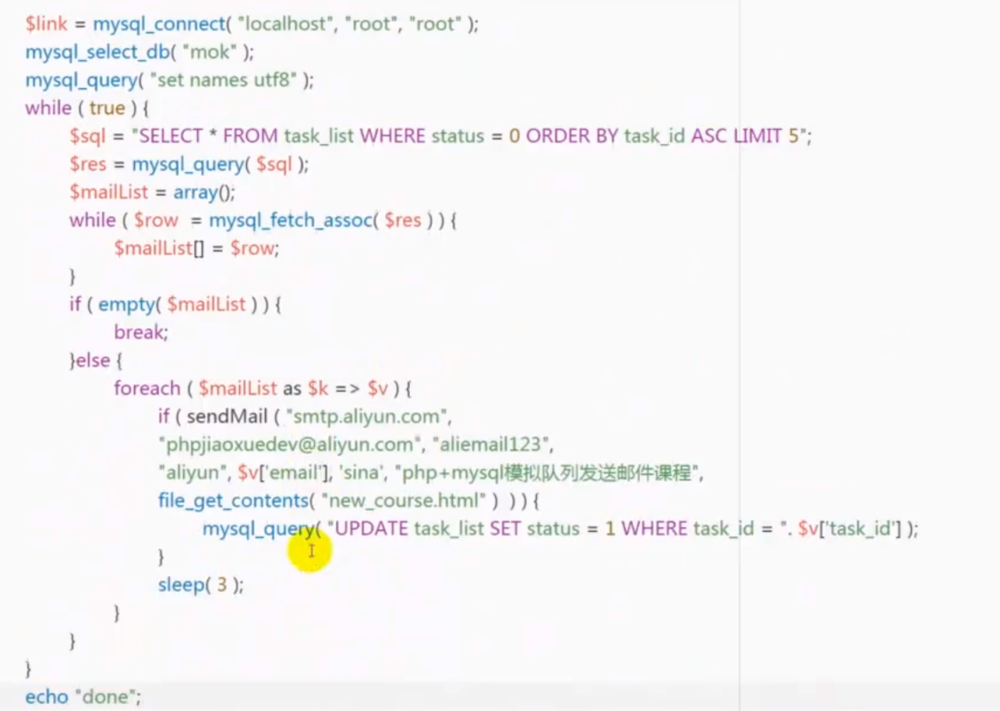 $link = mysql_connect( "localhost", "root", "root" );
mysql_select_db( "mok" );
mysql_query( "set names utf8" );
while ( true ) {
$sql = "SELECT * FROM task_list WHERE status = 0 ORDER BY task_id ASC LIMIT 5";
$res = mysql_query( $sql );
$mailList = array();
while ( $row = mysql_fetch_assoc( $res ) ) {
$mailList[] = $row;
}
if ( empty( $mailList ) ) {
break;
}else {
foreach ( $mailList as $k => $v ) {
if ( sendMail ( "smtp.aliyun.com",
"phpjiaoxuedev@aliyun.com", "aliemail123",
"aliyun", $v['email'], 'sina', "php+mysql模拟队列发送邮件课程",
file_get_contents( "new_course.html" ) ) ) {
mysql_query( "UPDATE task_list SET status = 1 WHERE task_id = ". $v['task_id'] );
}
sleep( 3 );
}
}
}
echo "done";